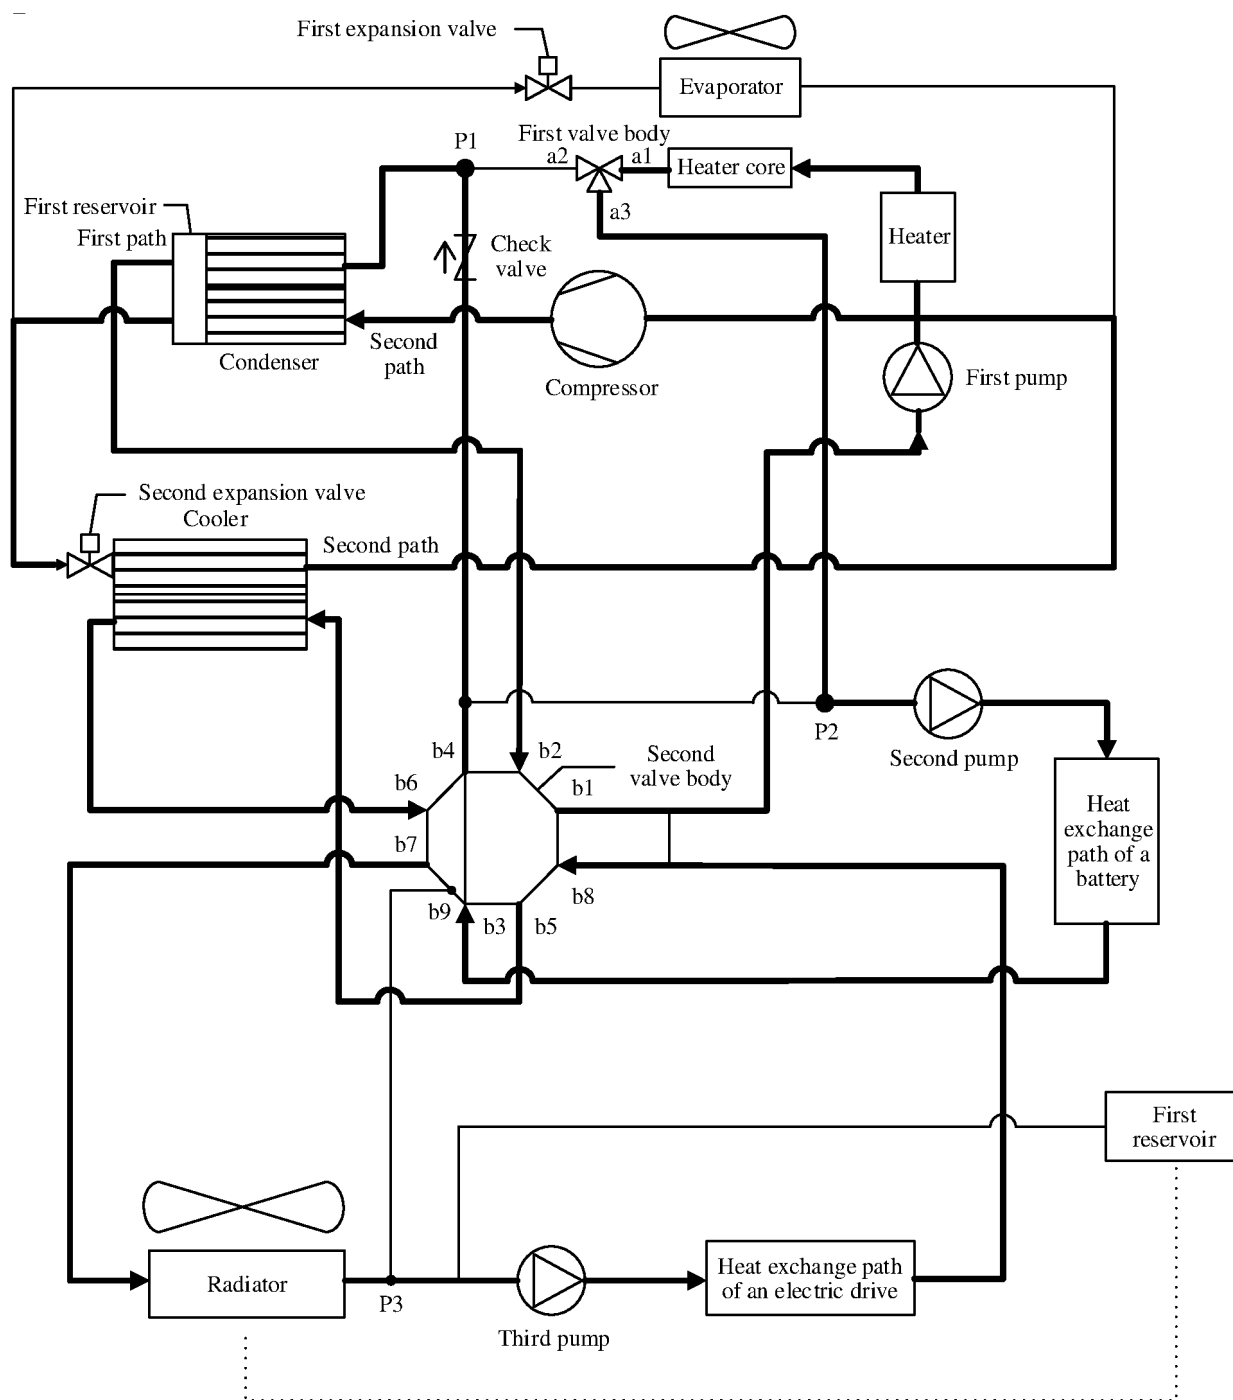 First expansion valve
Evaporator
First valve body
P1
a2
a1
Heater core
a3
First reservoir
First path
Check
valve
Heater
Second
path
Condenser
Compressor
First pump
Second expansion valve
Cooler
Second path
P2
b4
b2
Second
valve body
Second pump
b6
b1
b7
Heat
exchange
path of a
battery
b8
b9
b3
b5
First
reservoir
Radiator
P3
Heat exchange path
of an electric drive
Third pump